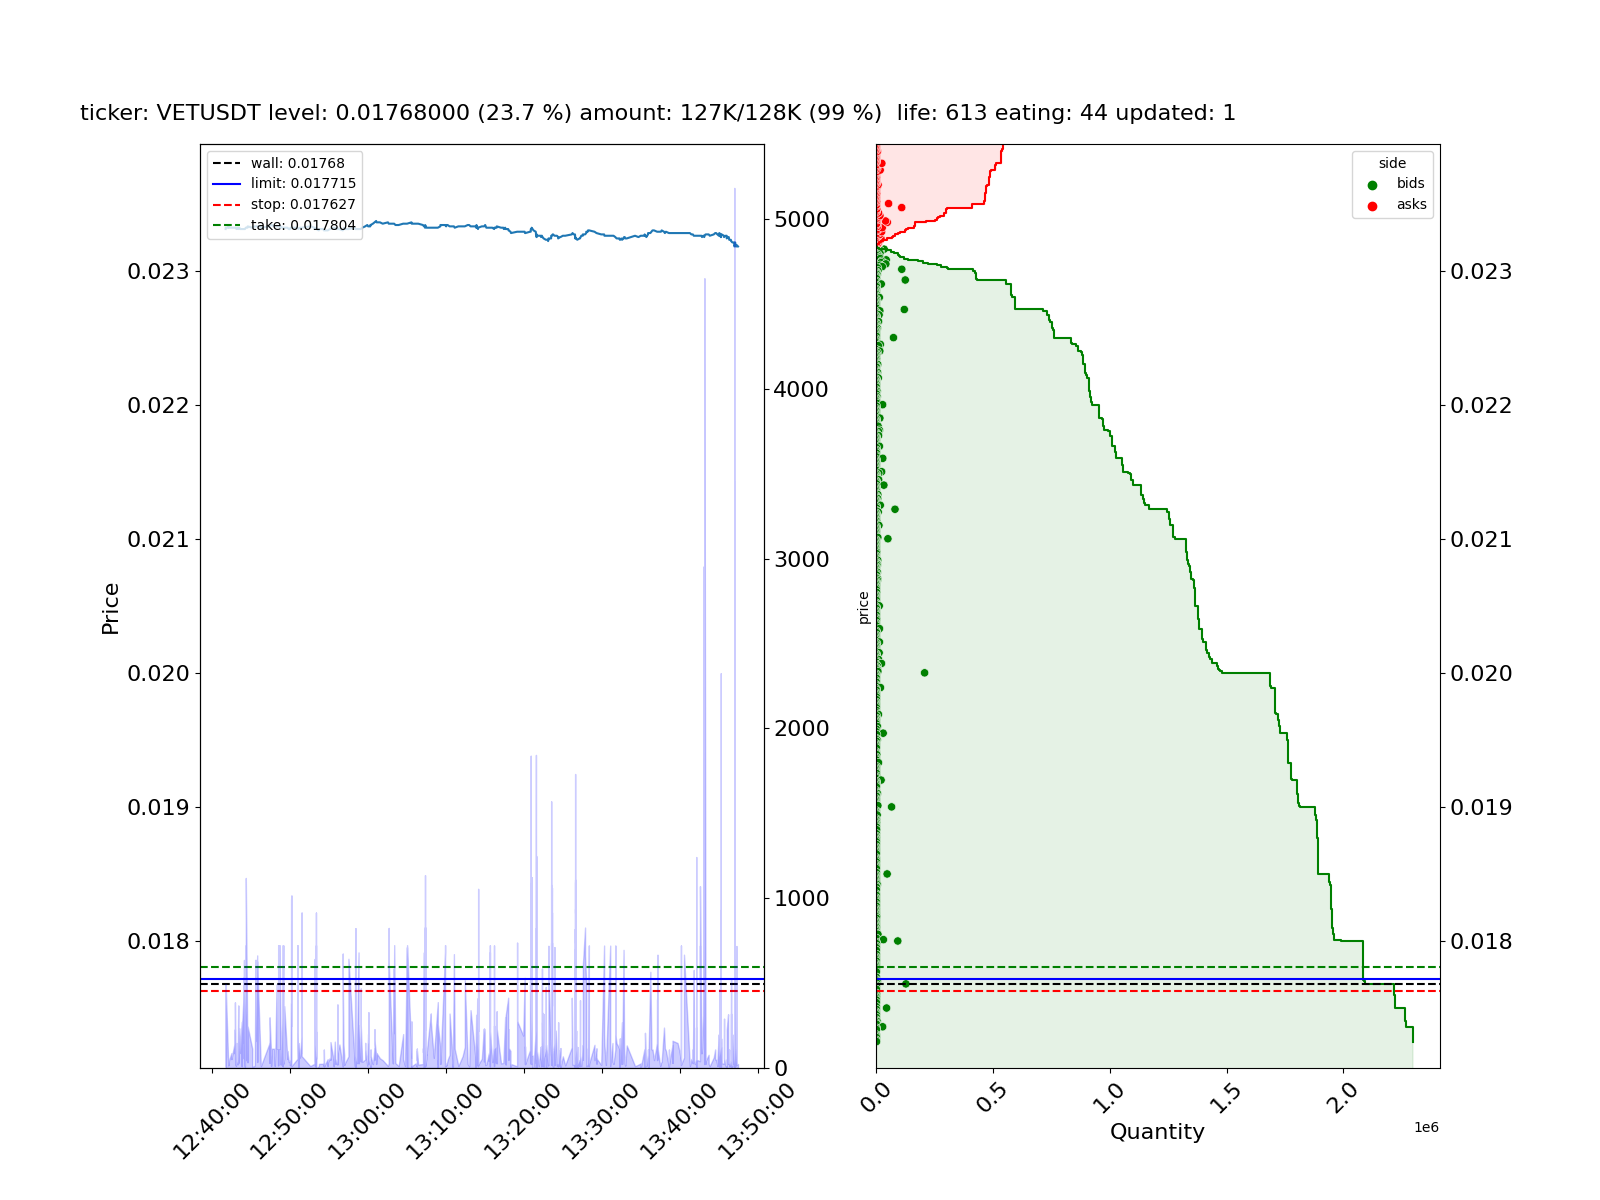 ticker: VETUSDT level: 0.01768000 (23.7 %) amount: 127K/128K (99 %)  life: 613 eating: 44 updated: 1
wall: 0.01768
limit: 0.017715
stop: 0.017627
take: 0.017804
Price
0.023
0.022
0.021
0.020
0.019
0.018
5000
4000
3000
2000
1000
0
12:40:00
12:50:00
13:00:00
13:10:00
13:20:00
13:30:00
13:40:00
13:50:00
side
bids
asks
price
0.023
0.022
0.021
0.020
0.019
0.018
0.0
0.5
1.0
1.5
2.0
1e6
Quantity